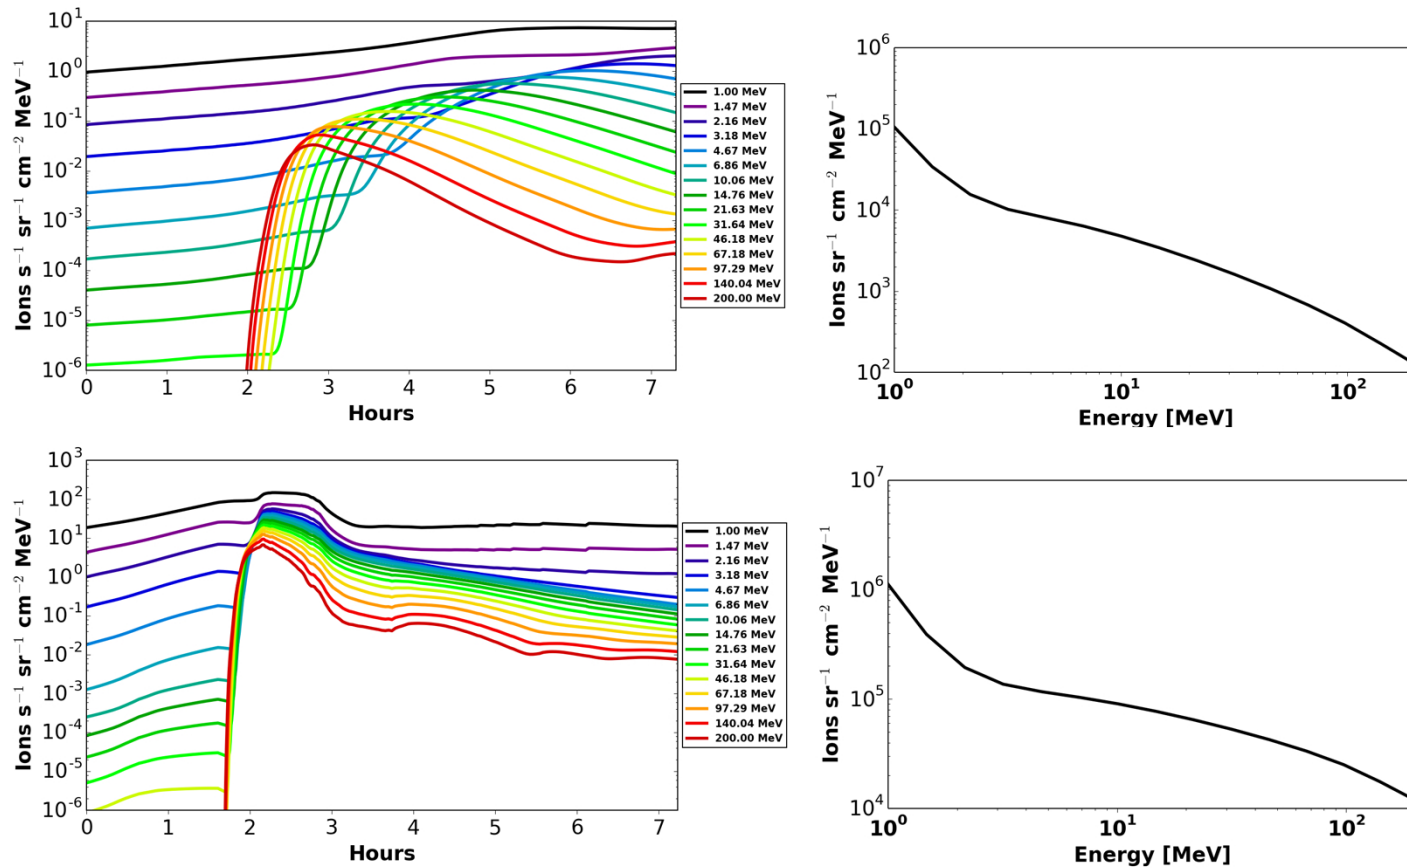 Ions s⁻¹ sr⁻¹ cm⁻² MeV⁻¹
10¹
10⁰
10⁻¹
10⁻²
10⁻³
10⁻⁴
10⁻⁵
10⁻⁶
0 1 2 3 4 5 6 7
Hours
1.00 MeV
1.47 MeV
2.16 MeV
3.18 MeV
4.67 MeV
6.86 MeV
10.06 MeV
14.76 MeV
21.63 MeV
31.64 MeV
46.18 MeV
67.18 MeV
97.29 MeV
140.04 MeV
200.00 MeV
Ions sr⁻¹ cm⁻² MeV⁻¹
10⁶
10⁵
10⁴
10³
10²
10⁰ 10¹ 10²
Energy [MeV]
Ions s⁻¹ sr⁻¹ cm⁻² MeV⁻¹
10³
10²
10¹
10⁰
10⁻¹
10⁻²
10⁻³
10⁻⁴
10⁻⁵
10⁻⁶
0 1 2 3 4 5 6 7
Hours
1.00 MeV
1.47 MeV
2.16 MeV
3.18 MeV
4.67 MeV
6.86 MeV
10.06 MeV
14.76 MeV
21.63 MeV
31.64 MeV
46.18 MeV
67.18 MeV
97.29 MeV
140.04 MeV
200.00 MeV
Ions sr⁻¹ cm⁻² MeV⁻¹
10⁷
10⁶
10⁵
10⁴
10⁰ 10¹ 10²
Energy [MeV]